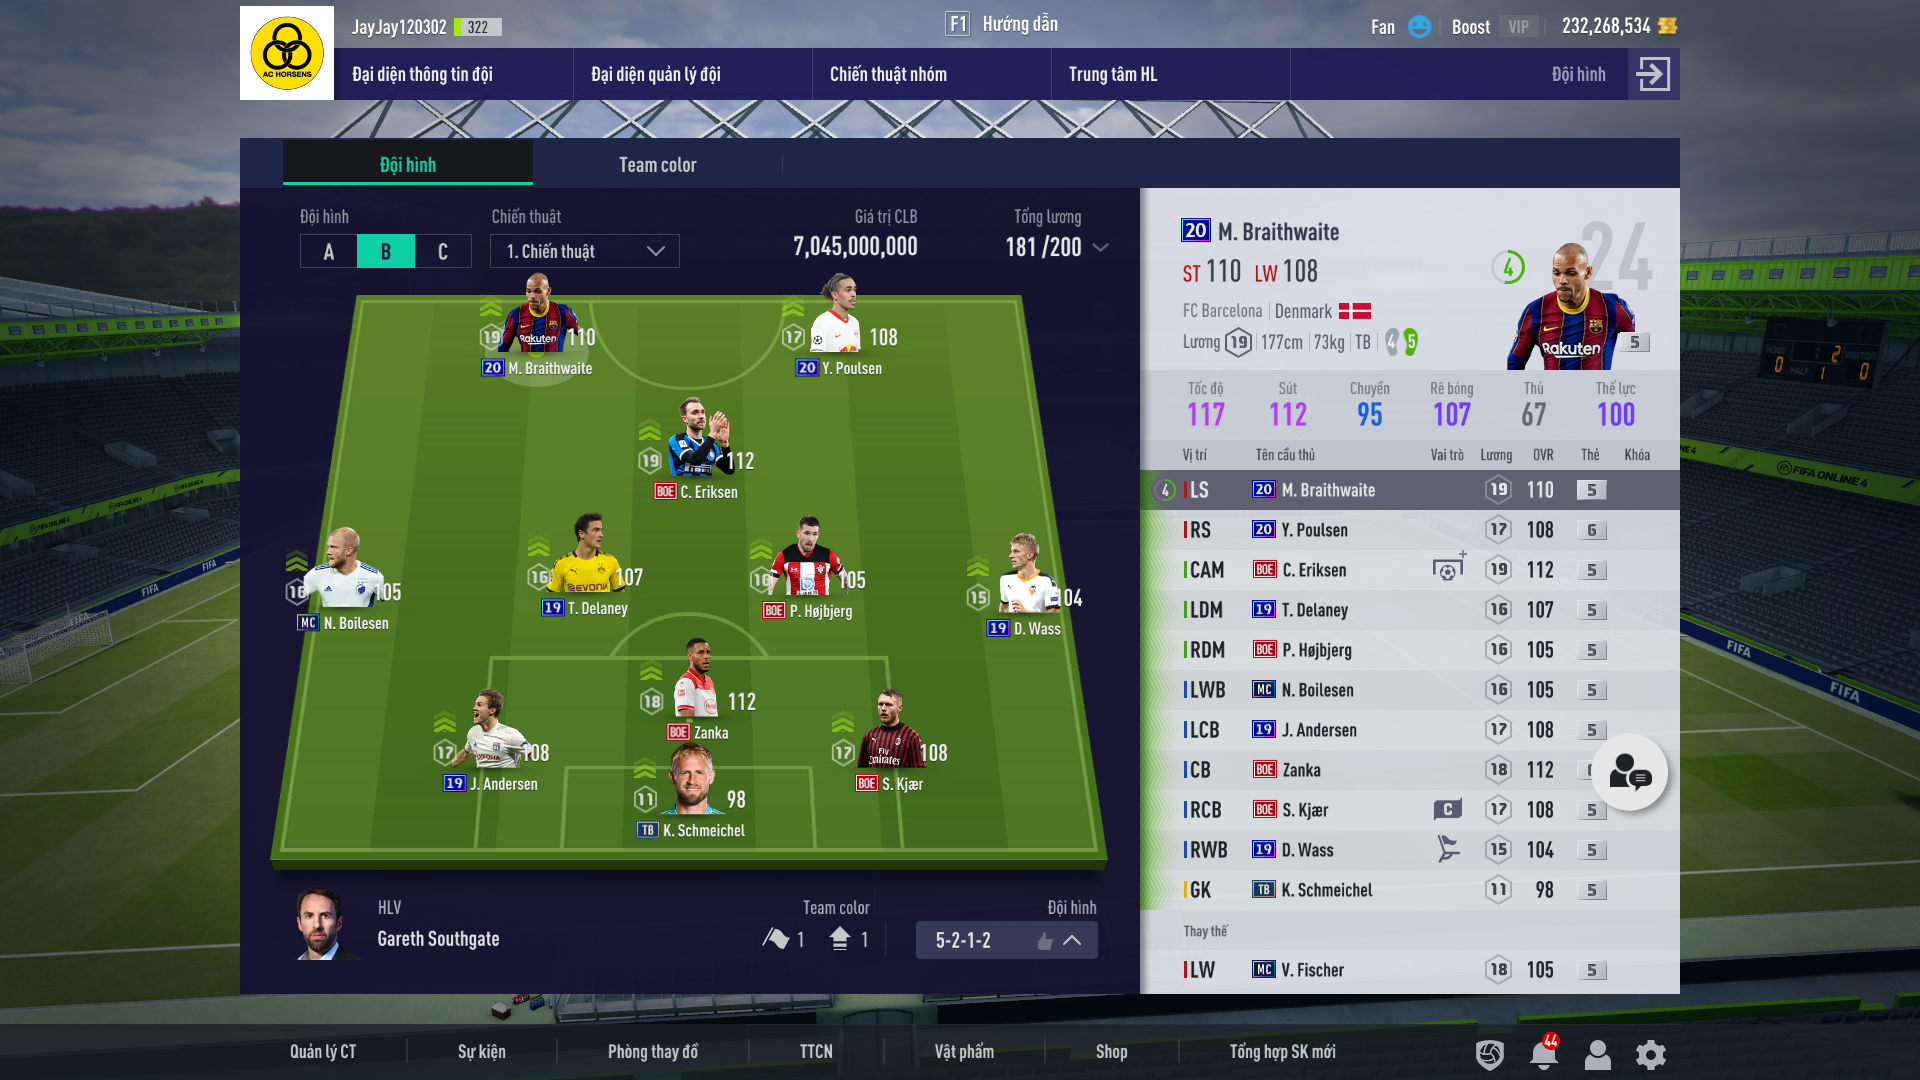 AC HORSENS
JayJay120302 322
F1 Hướng dẫn
Fan Boost VIP 232,268,534
Đại diện thông tin đội
Đại diện quản lý đội
Chiến thuật nhóm
Trung tâm HL
Đội hình
Đội hình
Team color
Đội hình
A B C
Chiến thuật
1. Chiến thuật
Giá trị CLB
7,045,000,000
Tổng lương
181 /200
19 110
20 M. Braithwaite
17 108
20 Y. Poulsen
19 112
BOE C. Eriksen
16 105
MC N. Boilesen
16 107
19 T. Delaney
16 105
BOE P. Højbjerg
15 104
19 D. Wass
17 108
19 J. Andersen
18 112
BOE Zanka
17 108
BOE S. Kjær
11 98
TB K. Schmeichel
HLV
Gareth Southgate
Team color
1 1
Đội hình
5-2-1-2
24
20 M. Braithwaite
ST 110 LW 108
4
FC Barcelona Denmark
Lương 19 177cm 73kg TB 4 5
Rakuten
5
Tốc độ Sút Chuyền Rê bóng Thủ Thể lực
117 112 95 107 67 100
Vị trí Tên cầu thủ Vai trò Lương OVR Thẻ Khóa
4 LS 20 M. Braithwaite 19 110 5
RS 20 Y. Poulsen 17 108 6
CAM BOE C. Eriksen 19 112 5
LDM 19 T. Delaney 16 107 5
RDM BOE P. Højbjerg 16 105 5
LWB MC N. Boilesen 16 105 5
LCB 19 J. Andersen 17 108 5
CB BOE Zanka 18 112
RCB BOE S. Kjær C 17 108 5
RWB 19 D. Wass 15 104 5
GK TB K. Schmeichel 11 98 5
Thay thế
LW MC V. Fischer 18 105 5
FIFA
FIFA ONLINE 4
FIFA
FIFA
Quản lý CT
Sự kiện
Phòng thay đồ
TTCN
Vật phẩm
Shop
Tổng hợp SK mới
44